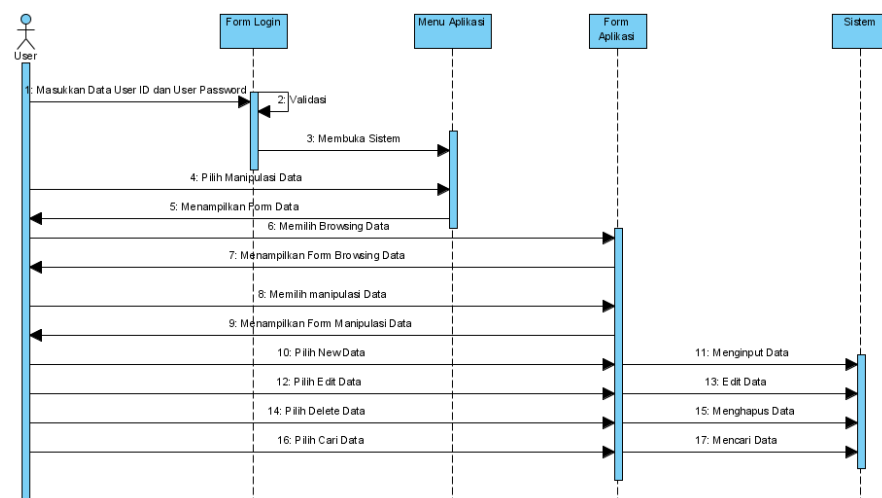 Form Login
Menu Aplikasi
Form
Aplikasi
Sistem
User
1: Masukkan Data User ID dan User Password
2: Validasi
3: Membuka Sistem
4: Pilih Manipulasi Data
5: Menampilkan Form Data
6: Memilih Browsing Data
7: Menampilkan Form Browsing Data
8: Memilih manipulasi Data
9: Menampilkan Form Manipulasi Data
10: Pilih New Data
11: Menginput Data
12: Pilih Edit Data
13: Edit Data
14: Pilih Delete Data
15: Menghapus Data
16: Pilih Cari Data
17: Mencari Data